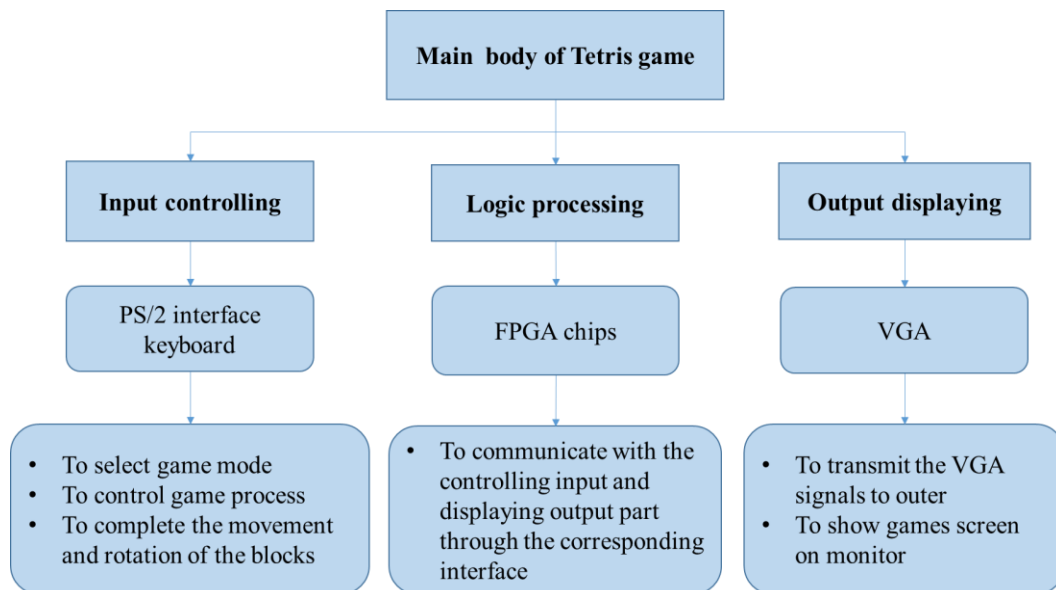 Main body of Tetris game
Input controlling
Logic processing
Output displaying
PS/2 interface
keyboard
FPGA chips
VGA
• To select game mode
• To control game process
• To complete the movement
and rotation of the blocks
• To communicate with the
controlling input and
displaying output part
through the corresponding
interface
• To transmit the VGA
signals to outer
• To show games screen
on monitor